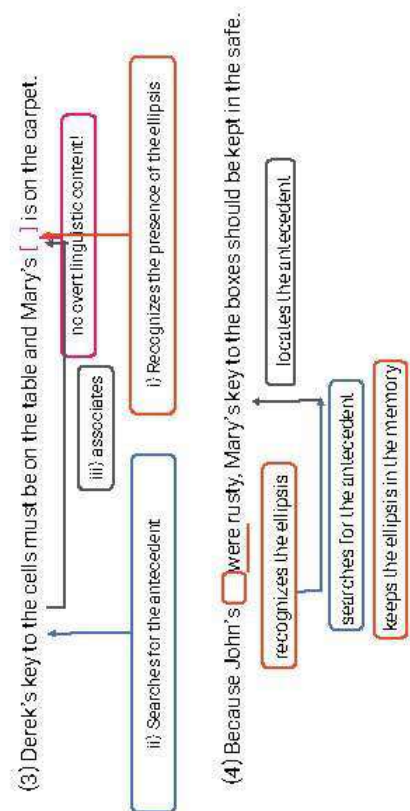 (3) Derek's key to the cells must be on the table and Mary's [ ] is on the carpet.
no overt linguistic content!
iii) associates
ii) Searches for the antecedent
i) Recognizes the presence of the ellipsis
(4) Because John's were rusty, Mary's key to the boxes should be kept in the safe.
recognizes the ellipsis
locates the antecedent
searches for the antecedent
keeps the ellipsis in the memory